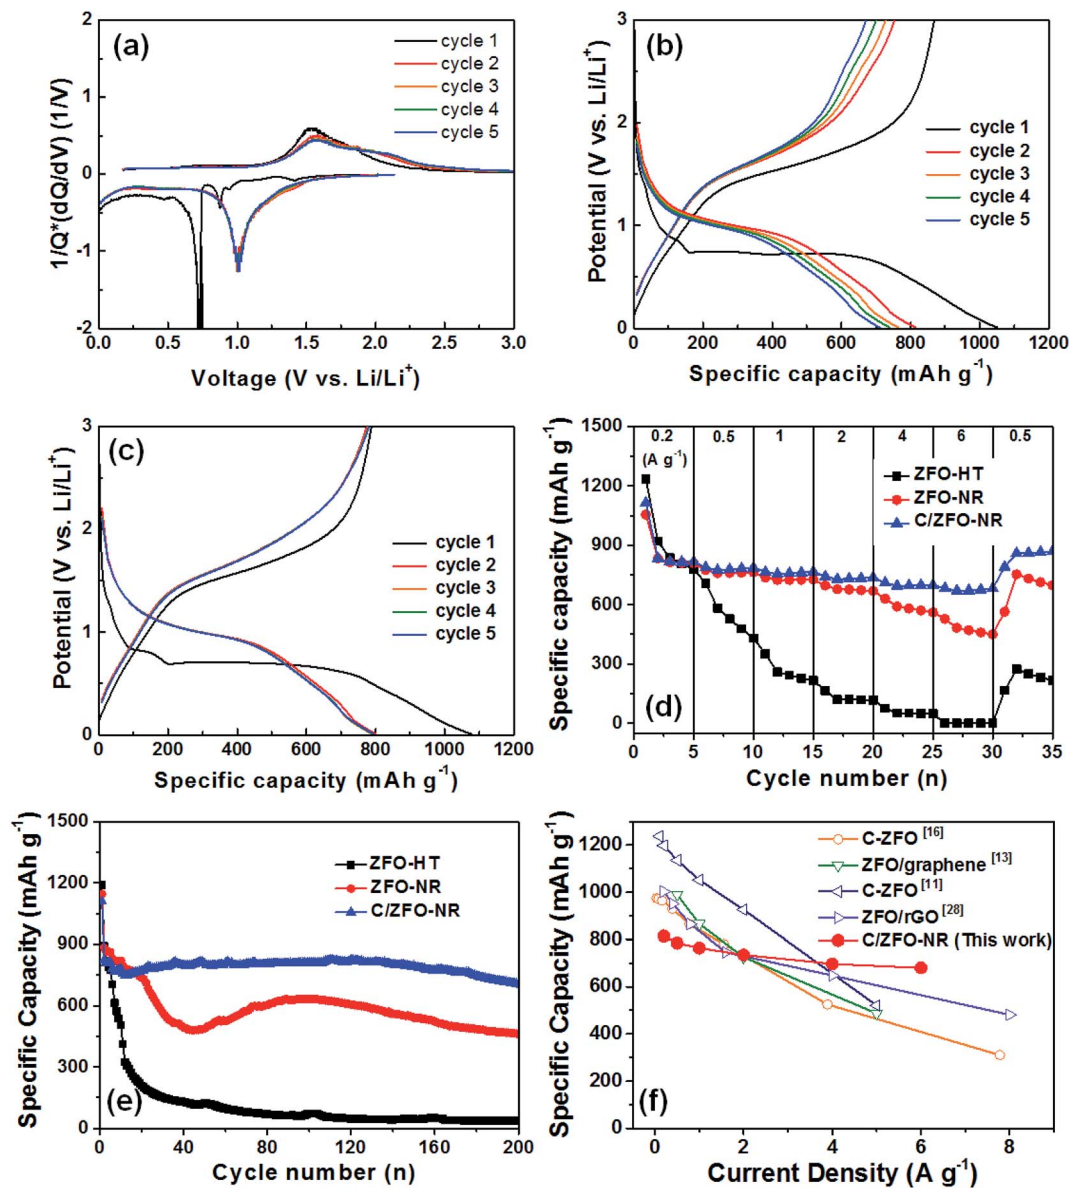 (a)
cycle 1
cycle 2
cycle 3
cycle 4
cycle 5
2
1
0
-1
-2
1/Q*(dQ/dV) (1/V)
0.0 0.5 1.0 1.5 2.0 2.5 3.0
Voltage (V vs. Li/Li⁺)
(b)
cycle 1
cycle 2
cycle 3
cycle 4
cycle 5
3
2
1
0
Potential (V vs. Li/Li⁺)
0 200 400 600 800 1000 1200
Specific capacity (mAh g⁻¹)
(c)
cycle 1
cycle 2
cycle 3
cycle 4
cycle 5
3
2
1
0
Potential (V vs. Li/Li⁺)
0 200 400 600 800 1000 1200
Specific capacity (mAh g⁻¹)
0.2 0.5 1 2 4 6 0.5
(A g⁻¹)
ZFO-HT
ZFO-NR
C/ZFO-NR
(d)
1500
1200
900
600
300
0
Specific capacity (mAh g⁻¹)
0 5 10 15 20 25 30 35
Cycle number (n)
ZFO-HT
ZFO-NR
C/ZFO-NR
(e)
1500
1200
900
600
300
0
Specific Capacity (mAh g⁻¹)
0 40 80 120 160 200
Cycle number (n)
C-ZFO [16]
ZFO/graphene [13]
C-ZFO [11]
ZFO/rGO [28]
C/ZFO-NR (This work)
(f)
1200
1000
800
600
400
200
0
Specific Capacity (mAh g⁻¹)
0 2 4 6 8
Current Density (A g⁻¹)